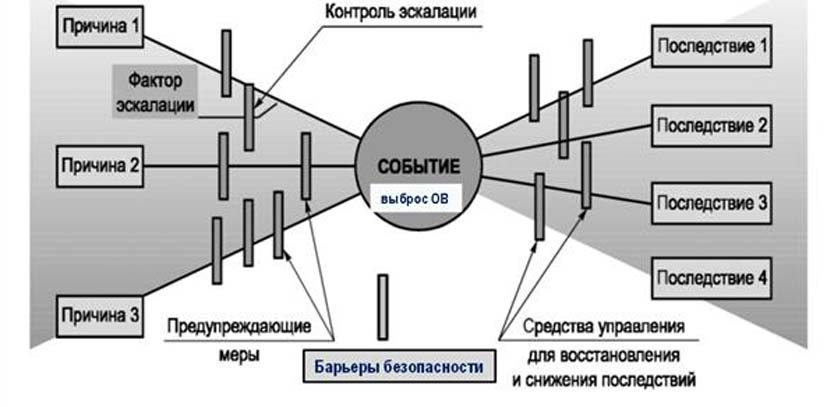 Контроль эскалации
Причина 1
Фактор
эскалации
Причина 2
Причина 3
СОБЫТИЕ
выброс ОВ
Последствие 1
Последствие 2
Последствие 3
Последствие 4
Предупреждающие
меры
Барьеры безопасности
Средства управления
для восстановления
и снижения последствий